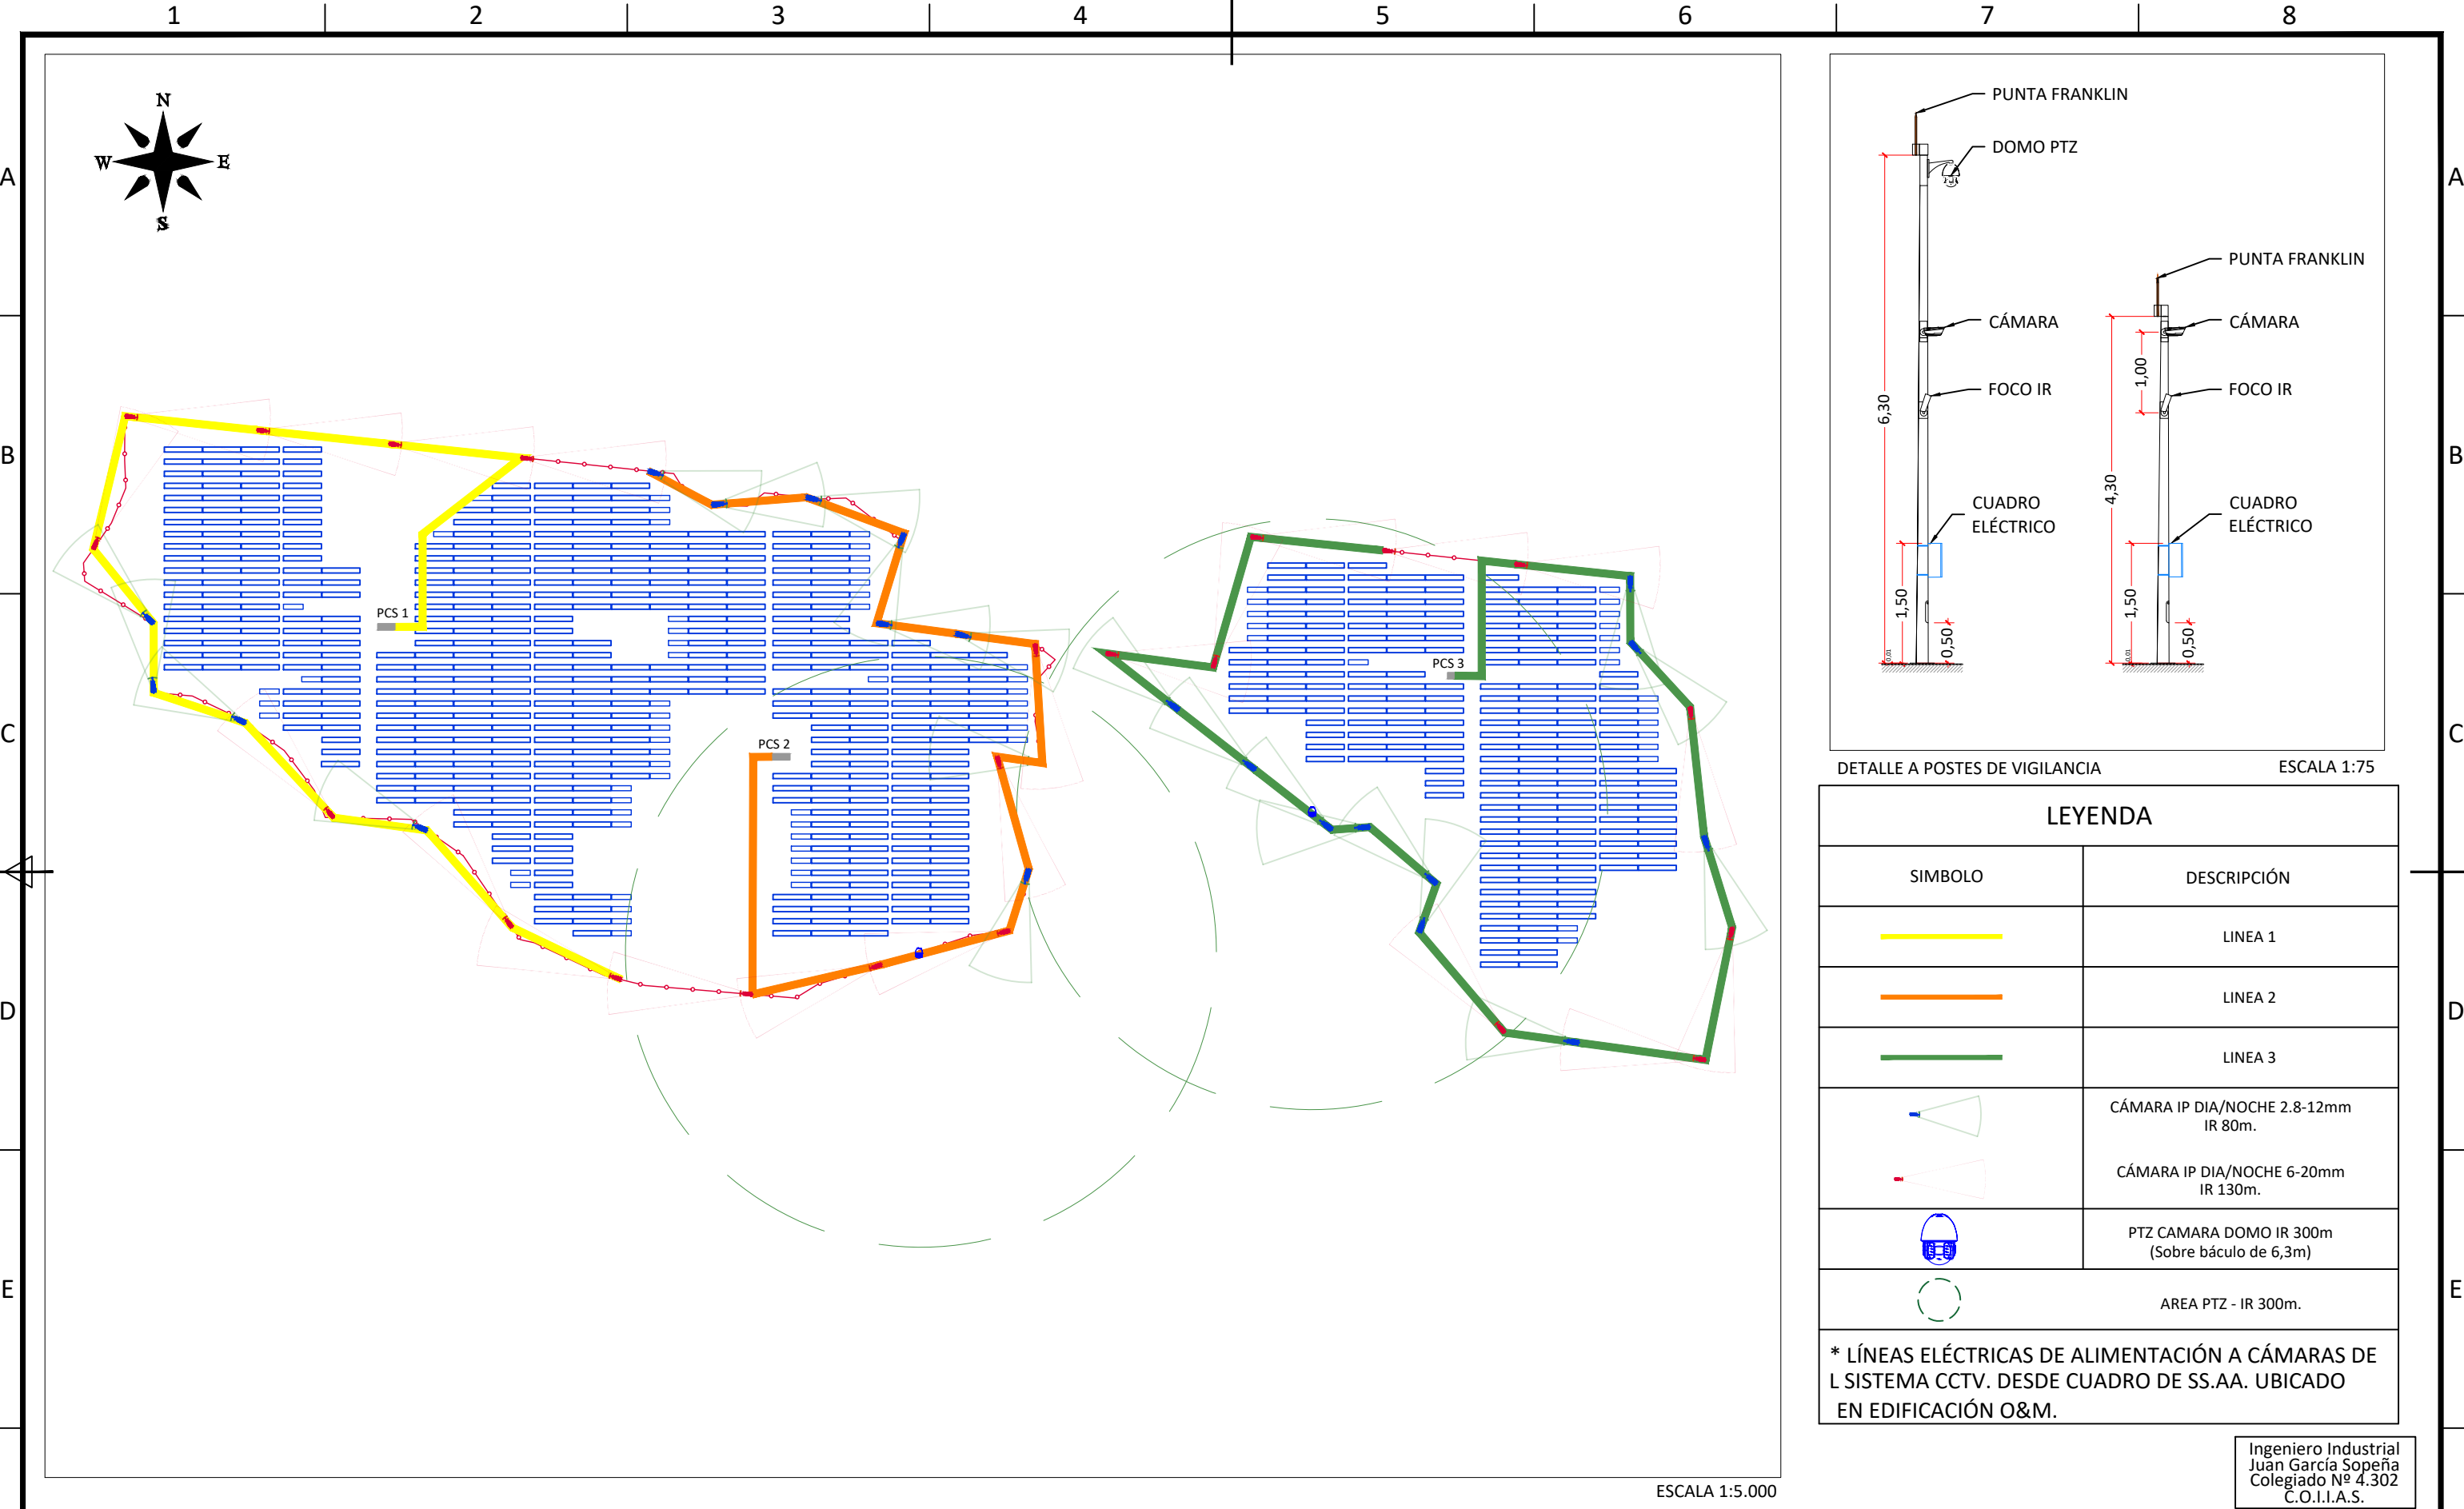 1 2 3 4 5 6 7 8
A A
B B
C C
D D
E E
N
W E
S
PCS 1
PCS 2
PCS 3
ESCALA 1:5.000
PUNTA FRANKLIN
DOMO PTZ
CÁMARA
FOCO IR
CUADRO
ELÉCTRICO
6,30
1,50
0,50
0,01
PUNTA FRANKLIN
CÁMARA
FOCO IR
CUADRO
ELÉCTRICO
1,00
4,30
1,50
0,50
0,01
DETALLE A POSTES DE VIGILANCIA ESCALA 1:75
LEYENDA
SIMBOLO DESCRIPCIÓN
LINEA 1
LINEA 2
LINEA 3
CÁMARA IP DIA/NOCHE 2.8-12mm
IR 80m.
CÁMARA IP DIA/NOCHE 6-20mm
IR 130m.
PTZ CAMARA DOMO IR 300m
(Sobre báculo de 6,3m)
AREA PTZ - IR 300m.
* LÍNEAS ELÉCTRICAS DE ALIMENTACIÓN A CÁMARAS DE
L SISTEMA CCTV. DESDE CUADRO DE SS.AA. UBICADO
EN EDIFICACIÓN O&M.
Ingeniero Industrial
Juan García Sopeña
Colegiado Nº 4.302
C.O.I.I.A.S.